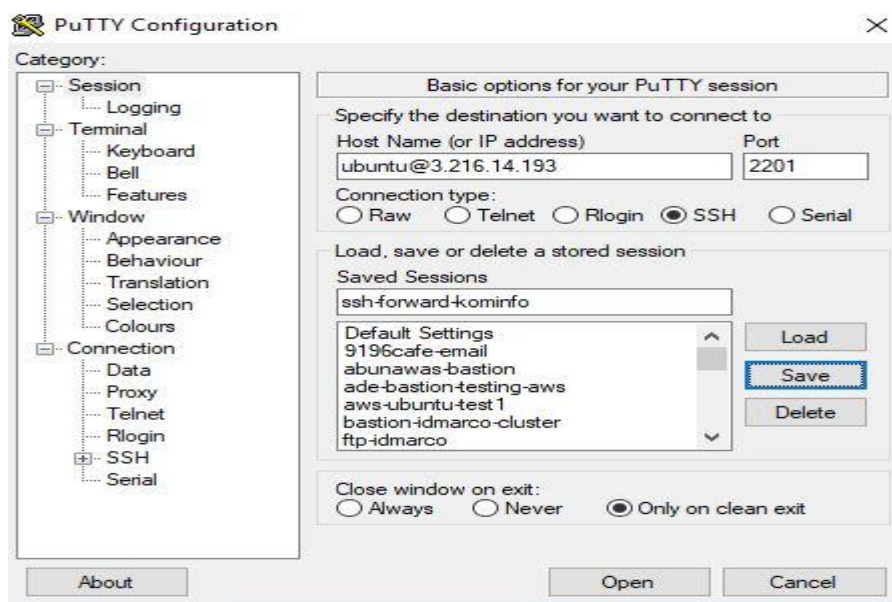 PuTTY Configuration
Category:
Session
Logging
Terminal
Keyboard
Bell
Features
Window
Appearance
Behaviour
Translation
Selection
Colours
Connection
Data
Proxy
Telnet
Rlogin
SSH
Serial
Basic options for your PuTTY session
Specify the destination you want to connect to
Host Name (or IP address) Port
ubuntu@3.216.14.193 2201
Connection type:
Raw Telnet Rlogin SSH Serial
Load, save or delete a stored session
Saved Sessions
ssh-forward-kominfo
Default Settings
9196cafe-email
abunawas-bastion
ade-bastion-testing-aws
aws-ubuntu-test1
bastion-idmarco-cluster
ftp-idmarco
Load
Save
Delete
Close window on exit:
Always Never Only on clean exit
About Open Cancel